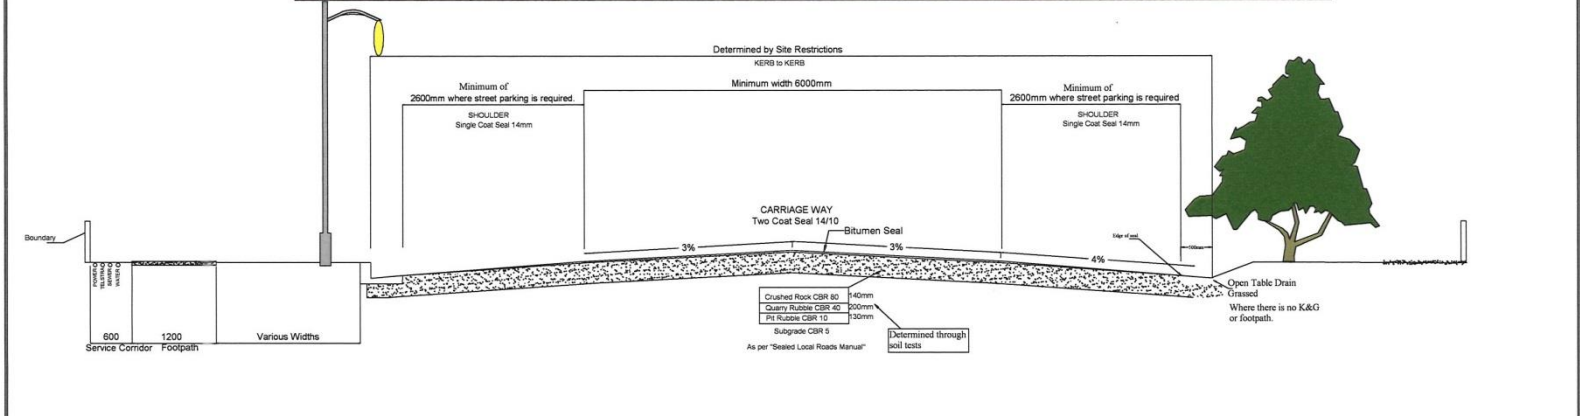 Determined by Site Restrictions
KERB to KERB
Minimum width 6000mm
Minimum of
2600mm where street parking is required.
SHOULDER
Single Coat Seal 14mm
Minimum of
2600mm where street parking is required
SHOULDER
Single Coat Seal 14mm
CARRIAGE WAY
Two Coat Seal 14/10
Bitumen Seal
3%
3%
4%
Edge of seal
Boundary
POWER
TELSTRA
SEWER
WATER
600
1200
Various Widths
Service Corridor
Footpath
Crushed Rock CBR 80
140mm
Quarry Rubble CBR 40
200mm
Pit Rubble CBR 10
130mm
Subgrade CBR 5
As per "Sealed Local Roads Manual"
Determined through
soil tests
Open Table Drain
Grassed
Where there is no K&G
or footpath.